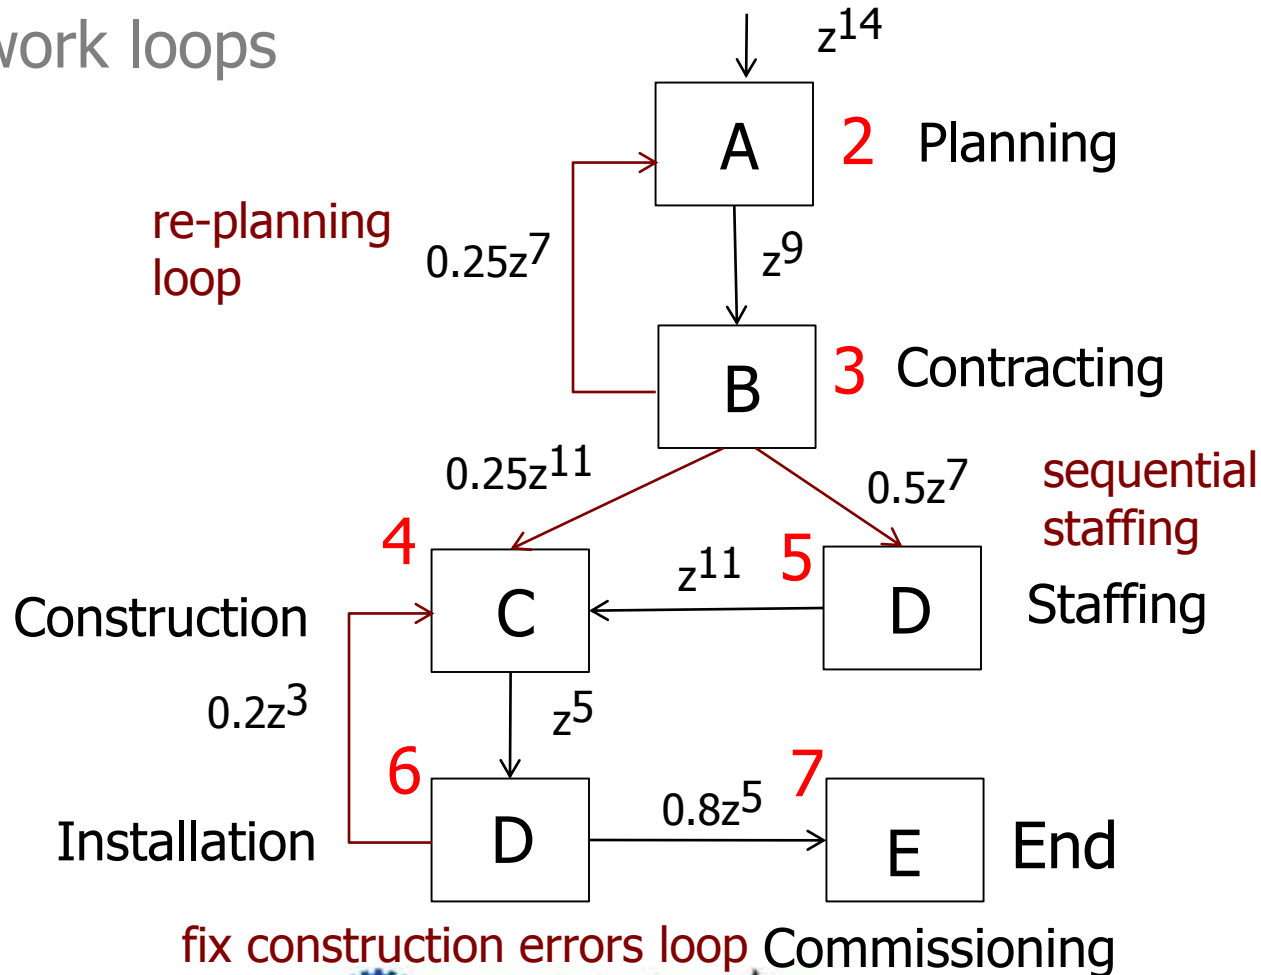 work loops
z14
A
2
Planning
re-planning
loop
0.25z7
z9
B
3
Contracting
0.25z11
0.5z7
sequential
staffing
4
z11
5
Construction
C
D
Staffing
0.2z3
z5
6
7
Installation
D
0.8z5
E
End
fix construction errors loop
Commissioning